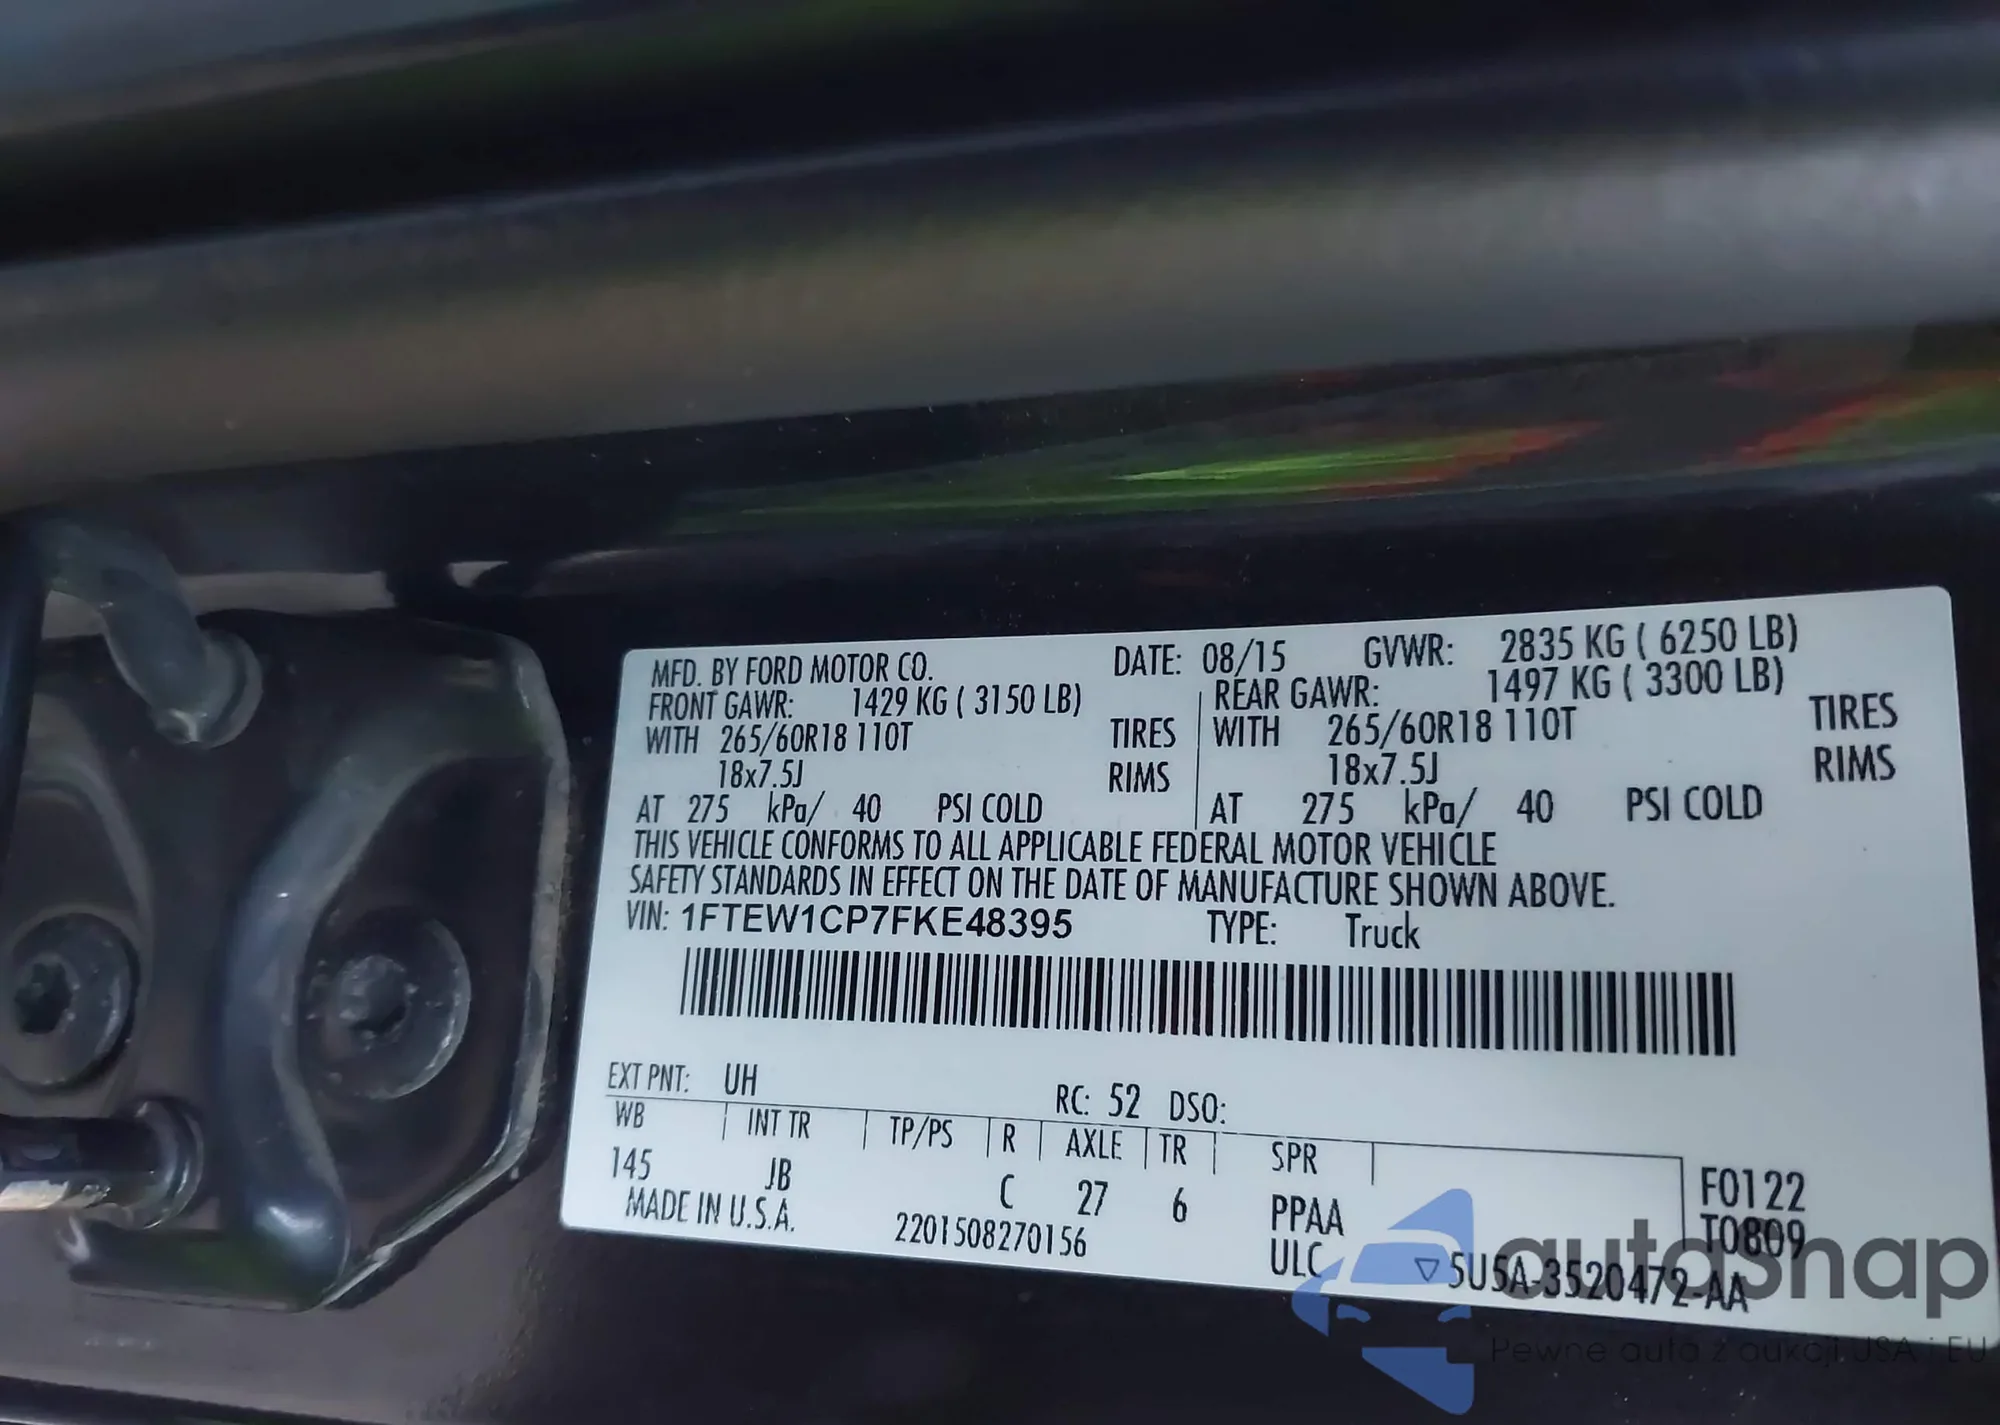 MFD. BY FORD MOTOR CO. DATE: 08/15 GVWR: 2835 KG ( 6250 LB)
FRONT GAWR: 1429 KG ( 3150 LB) REAR GAWR: 1497 KG ( 3300 LB)
WITH 265/60R18 110T TIRES WITH 265/60R18 110T TIRES
18x7.5J RIMS 18x7.5J RIMS
AT 275 kPa/ 40 PSI COLD AT 275 kPa/ 40 PSI COLD
THIS VEHICLE CONFORMS TO ALL APPLICABLE FEDERAL MOTOR VEHICLE
SAFETY STANDARDS IN EFFECT ON THE DATE OF MANUFACTURE SHOWN ABOVE.
VIN: 1FTEW1CP7FKE48395 TYPE: Truck
EXT PNT: UH RC: 52 DSO:
WB INT TR TP/PS R AXLE TR SPR
145 JB C 27 6 PPAA F0122
MADE IN U.S.A. 2201508270156 ULC T0809
▽ 5U5A-3520472-AA
autosnap
Pewne auta z aukcji USA i EU